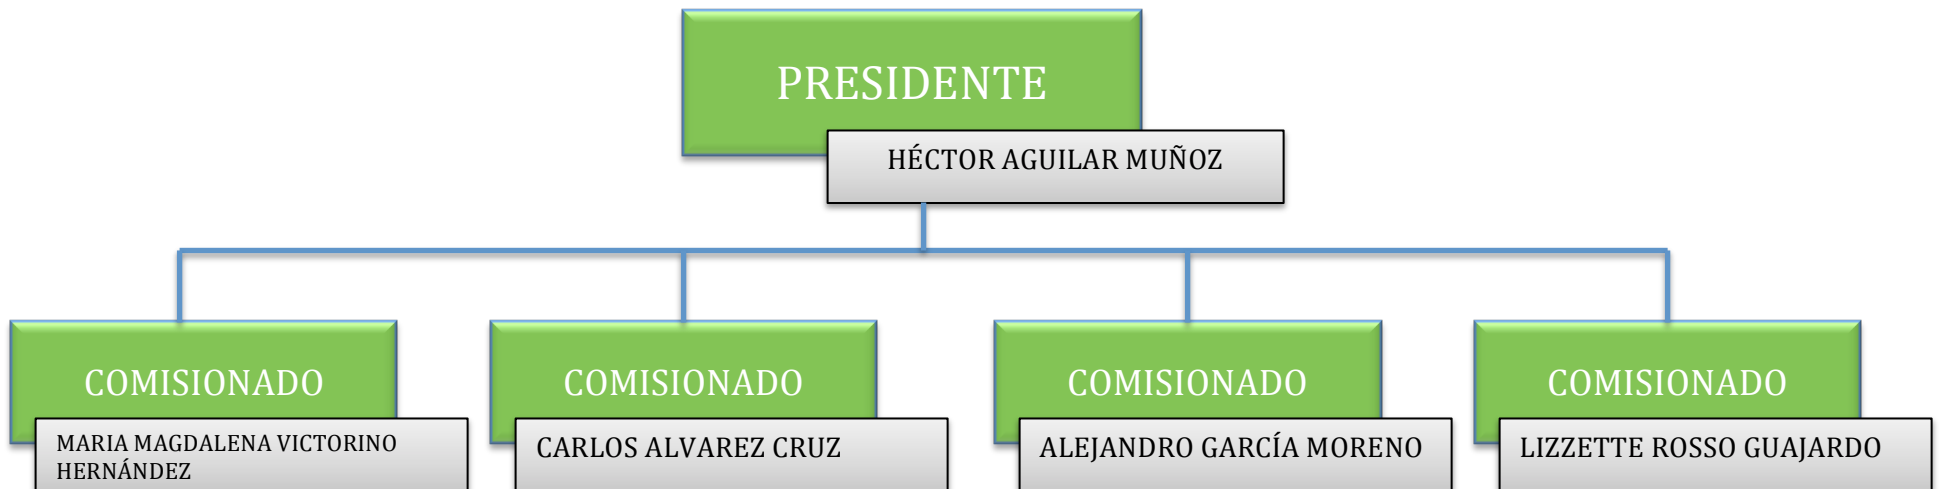 PRESIDENTE
HÉCTOR AGUILAR MUÑOZ
COMISIONADO
MARIA MAGDALENA VICTORINO
HERNÁNDEZ
COMISIONADO
CARLOS ALVAREZ CRUZ
COMISIONADO
ALEJANDRO GARCÍA MORENO
COMISIONADO
LIZZETTE ROSSO GUAJARDO